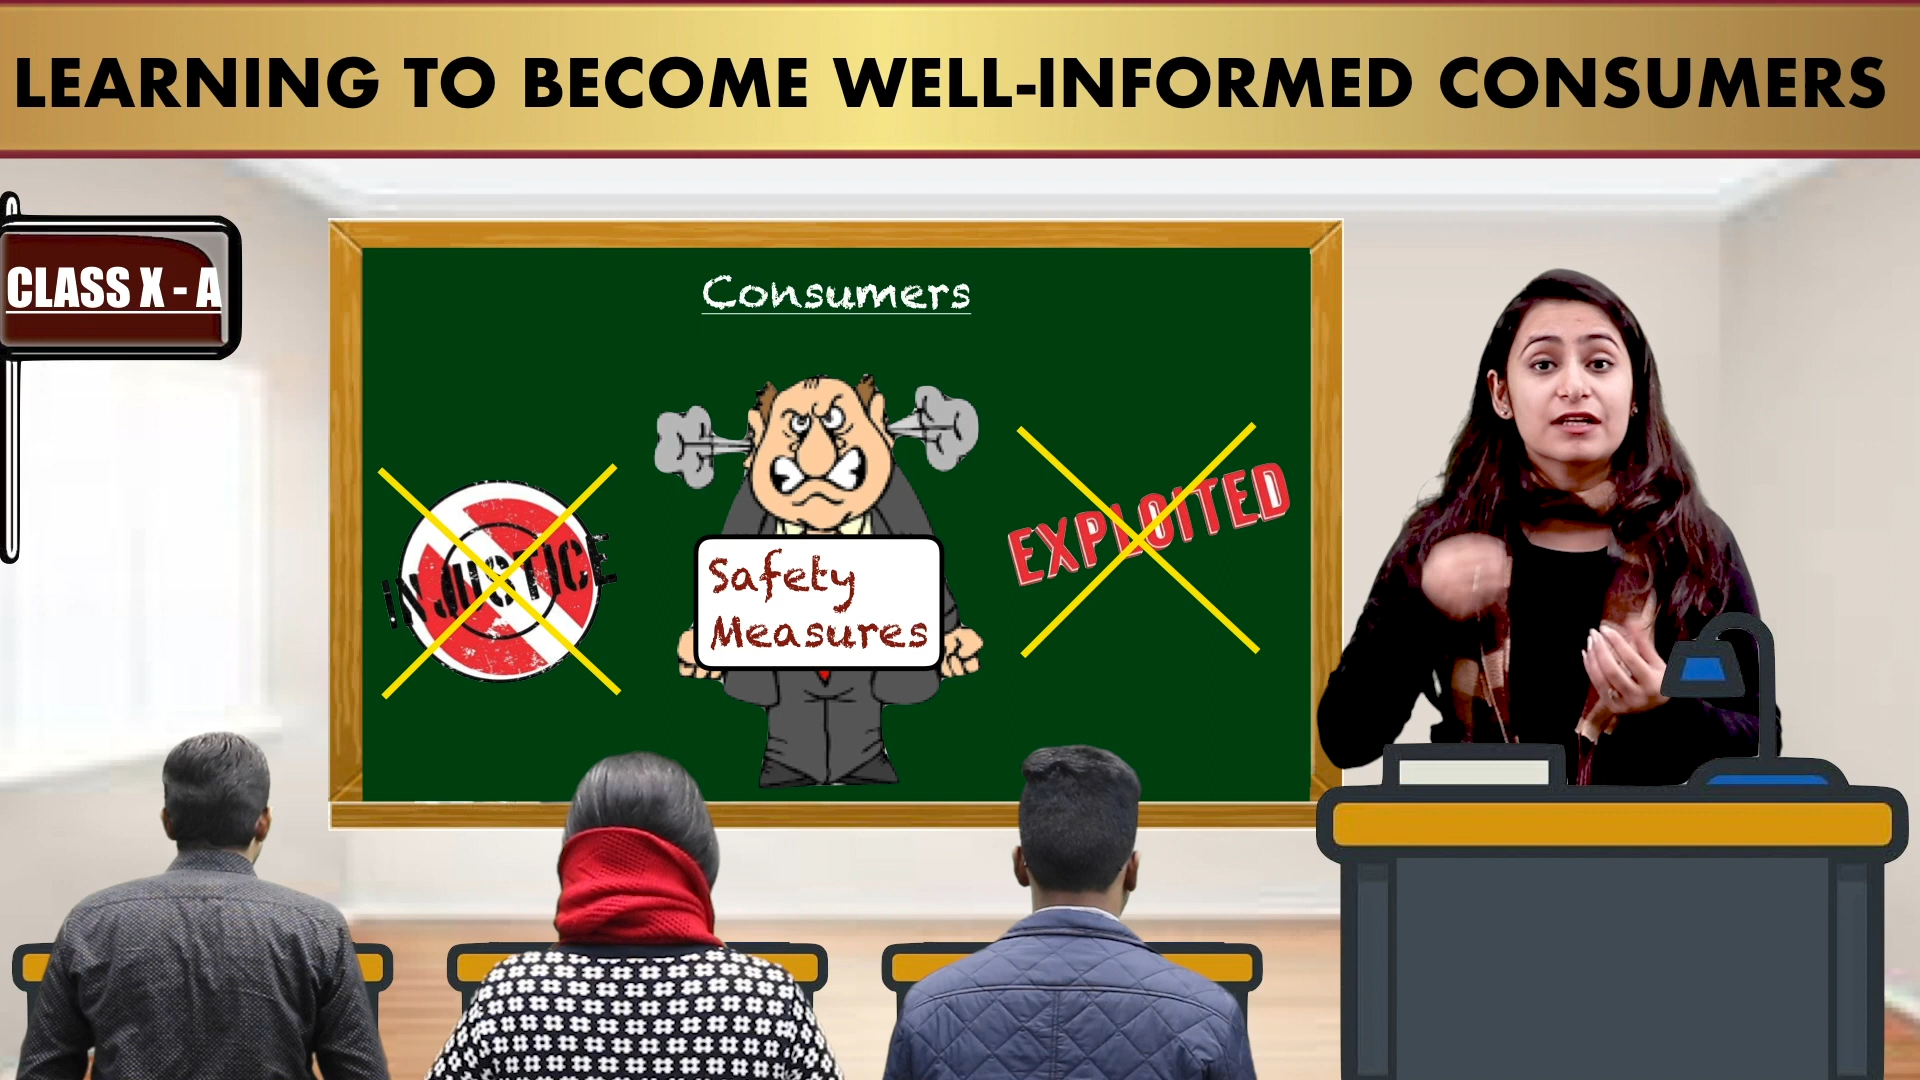 LEARNING TO BECOME WELL-INFORMED CONSUMERS
CLASS X - A
Consumers
INJUSTICE
Safety
Measures
EXPLOITED